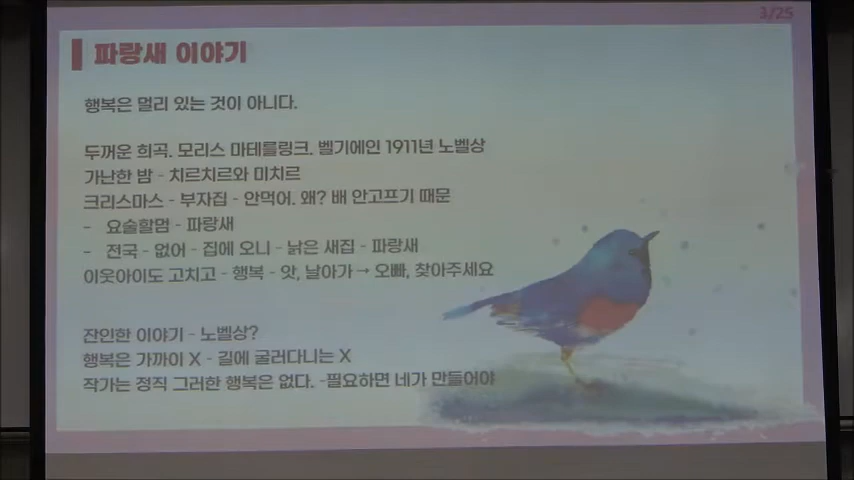 3/25
파랑새 이야기
행복은 멀리 있는 것이 아니다.
두꺼운 희곡. 모리스 마테를링크. 벨기에인 1911년 노벨상
가난한 밤 - 치르치르와 미치르
크리스마스 - 부자집 - 안먹어. 왜? 배 안고프기 때문
- 요술할멈 - 파랑새
- 전국 - 없어 - 집에 오니 - 낡은 새집 - 파랑새
이웃아이도 고치고 - 행복 - 앗, 날아가 → 오빠, 찾아주세요
잔인한 이야기 - 노벨상?
행복은 가까이 X - 길에 굴러다니는 X
작가는 정직 그러한 행복은 없다. -필요하면 네가 만들어야